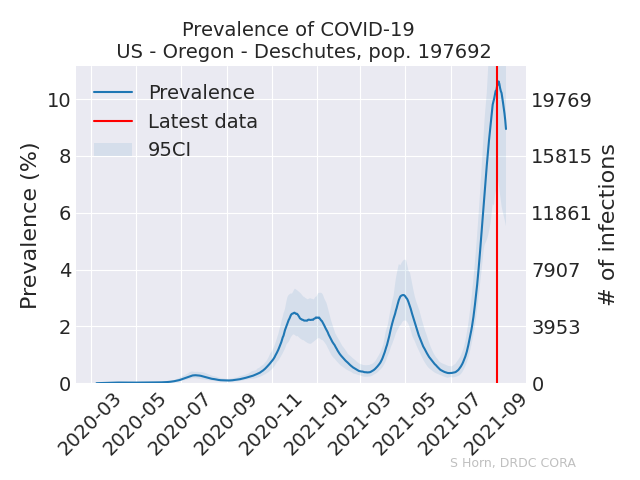 Prevalence of COVID-19
US - Oregon - Deschutes, pop. 197692
Prevalence
Latest data
95CI
Prevalence (%)
10
8
6
4
2
0
19769
15815
11861
7907
3953
0
# of infections
2020-03
2020-05
2020-07
2020-09
2020-11
2021-01
2021-03
2021-05
2021-07
2021-09
S Horn, DRDC CORA